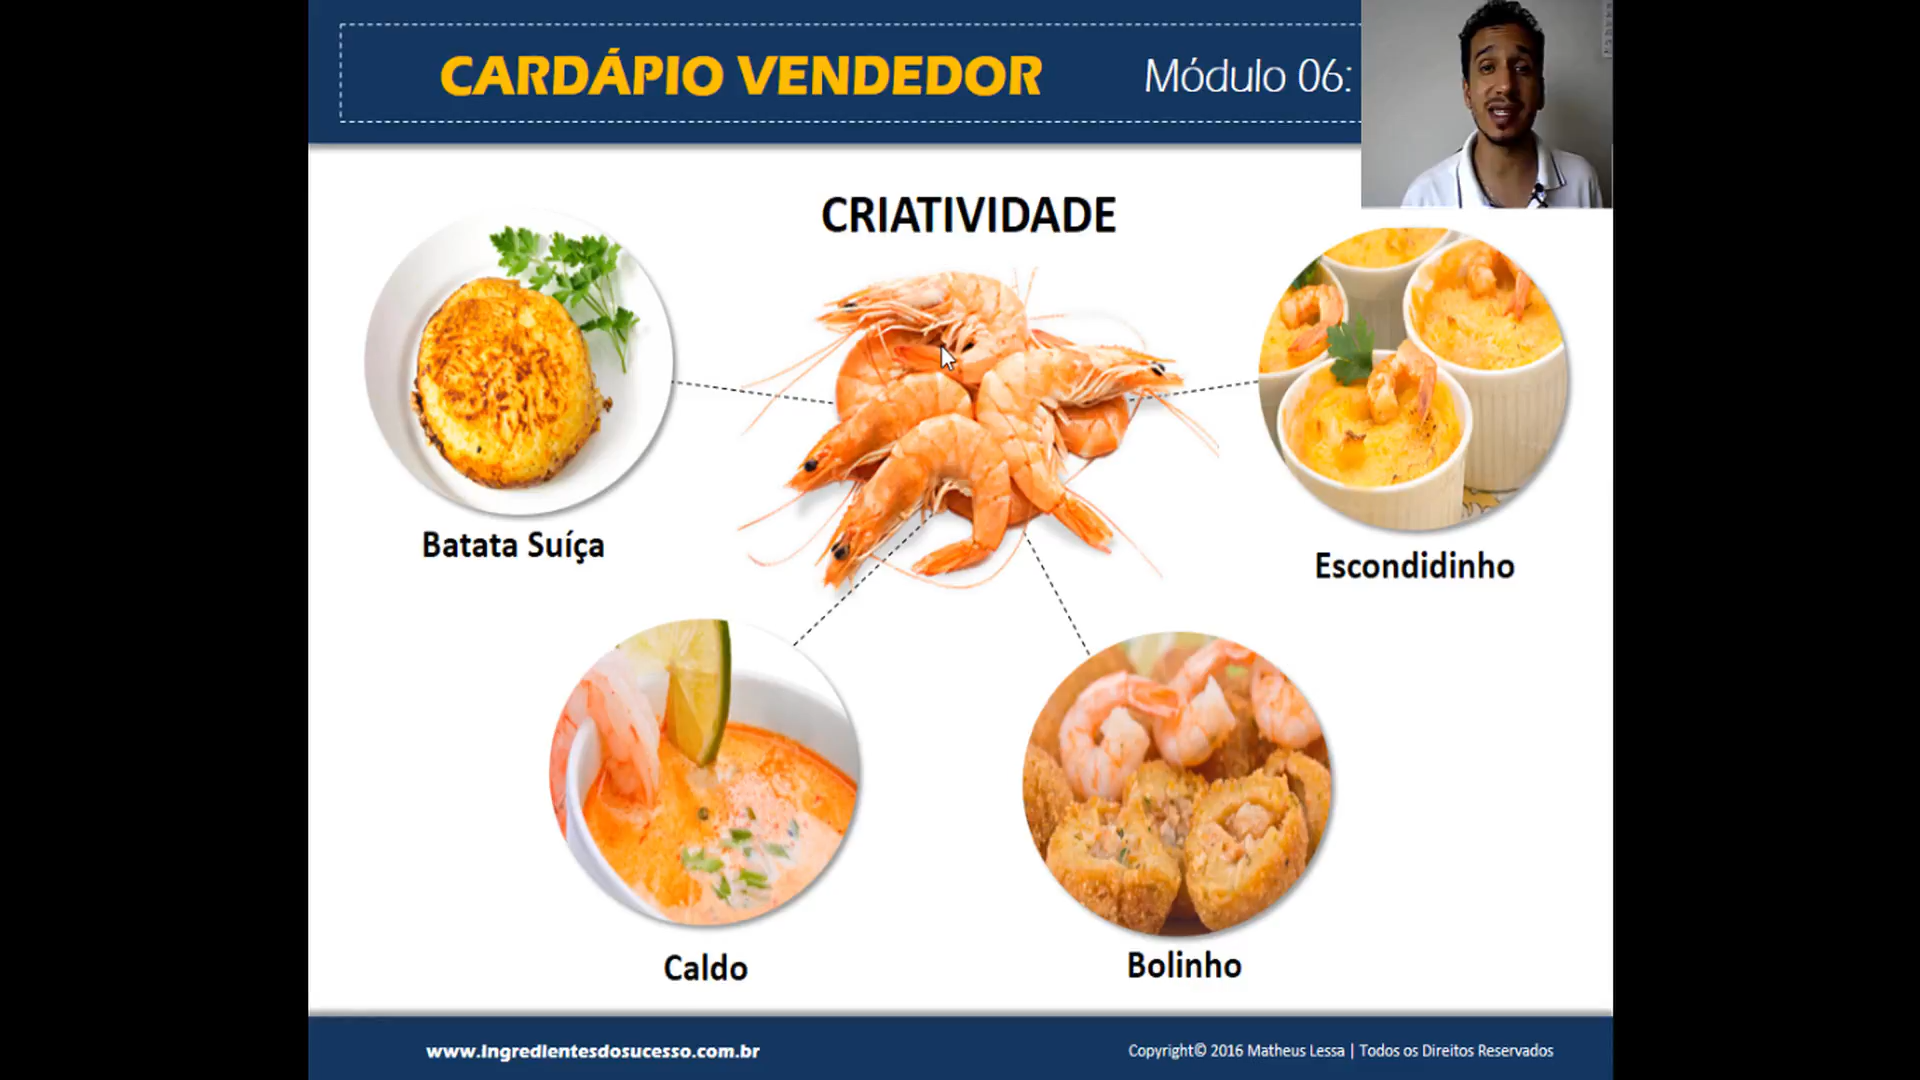 CARDÁPIO VENDEDOR
Módulo 06:
CRIATIVIDADE
Batata Suíça
Escondidinho
Caldo
Bolinho
www.Ingredientesdosucesso.com.br
Copyright© 2016 Matheus Lessa | Todos os Direitos Reservados